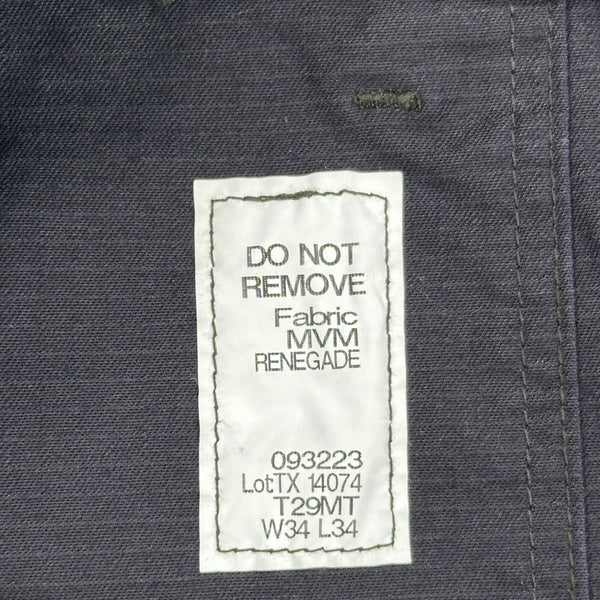 DO NOT
REMOVE
Fabric
MVM
RENEGADE
093223
LotTX 14074
T29MT
W34 L34